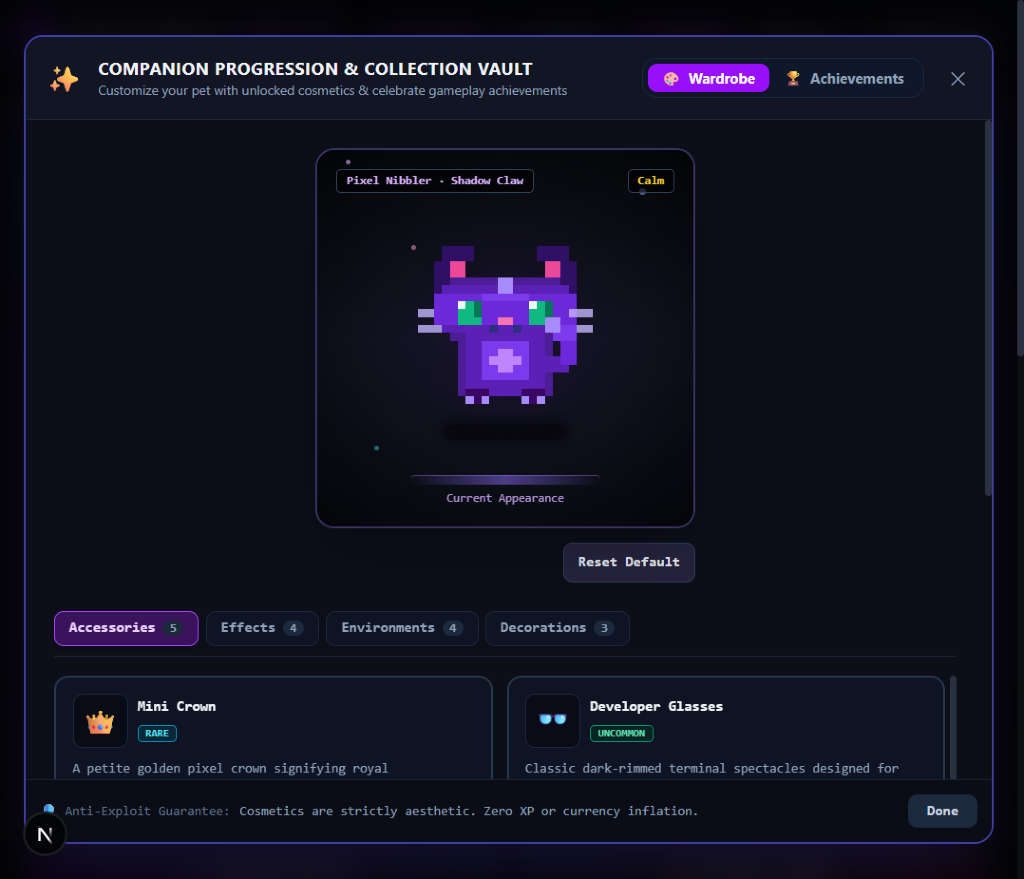 COMPANION PROGRESSION & COLLECTION VAULT
Customize your pet with unlocked cosmetics & celebrate gameplay achievements
Wardrobe
Achievements
Pixel Nibbler · Shadow Claw
Calm
Current Appearance
Reset Default
Accessories 5
Effects 4
Environments 4
Decorations 3
Mini Crown
RARE
A petite golden pixel crown signifying royal
Developer Glasses
UNCOMMON
Classic dark-rimmed terminal spectacles designed for
Anti-Exploit Guarantee: Cosmetics are strictly aesthetic. Zero XP or currency inflation.
Done
N